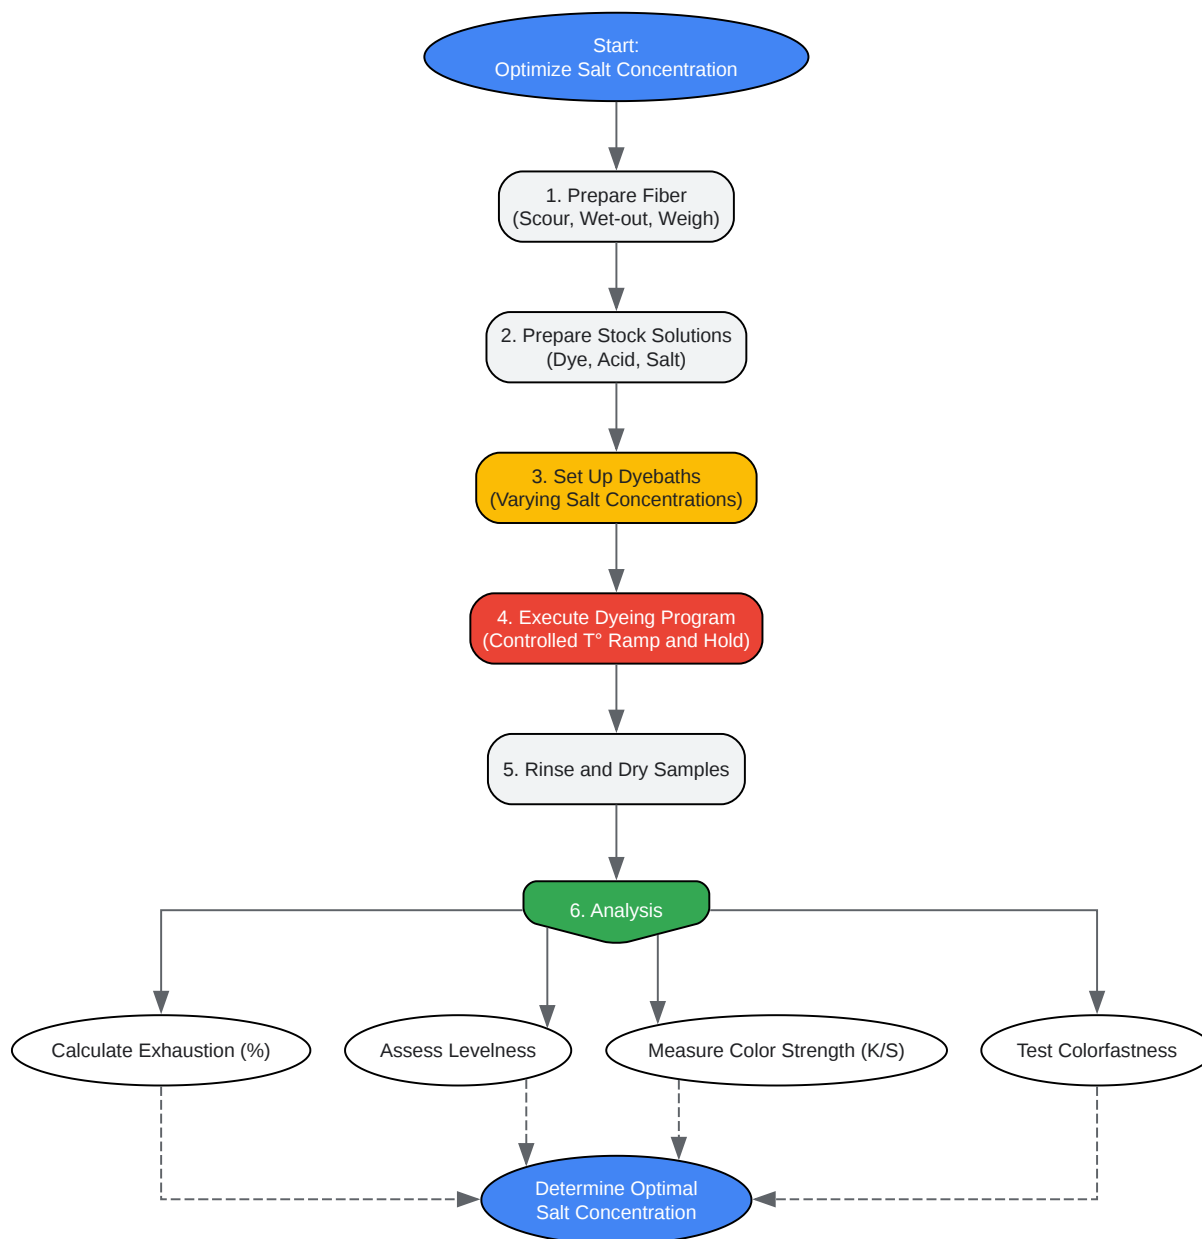 Start:
Optimize Salt Concentration
1. Prepare Fiber
(Scour, Wet-out, Weigh)
2. Prepare Stock Solutions
(Dye, Acid, Salt)
3. Set Up Dyebaths
(Varying Salt Concentrations)
4. Execute Dyeing Program
(Controlled T° Ramp and Hold)
5. Rinse and Dry Samples
6. Analysis
Calculate Exhaustion (%)
Assess Levelness
Measure Color Strength (K/S)
Test Colorfastness
Determine Optimal
Salt Concentration